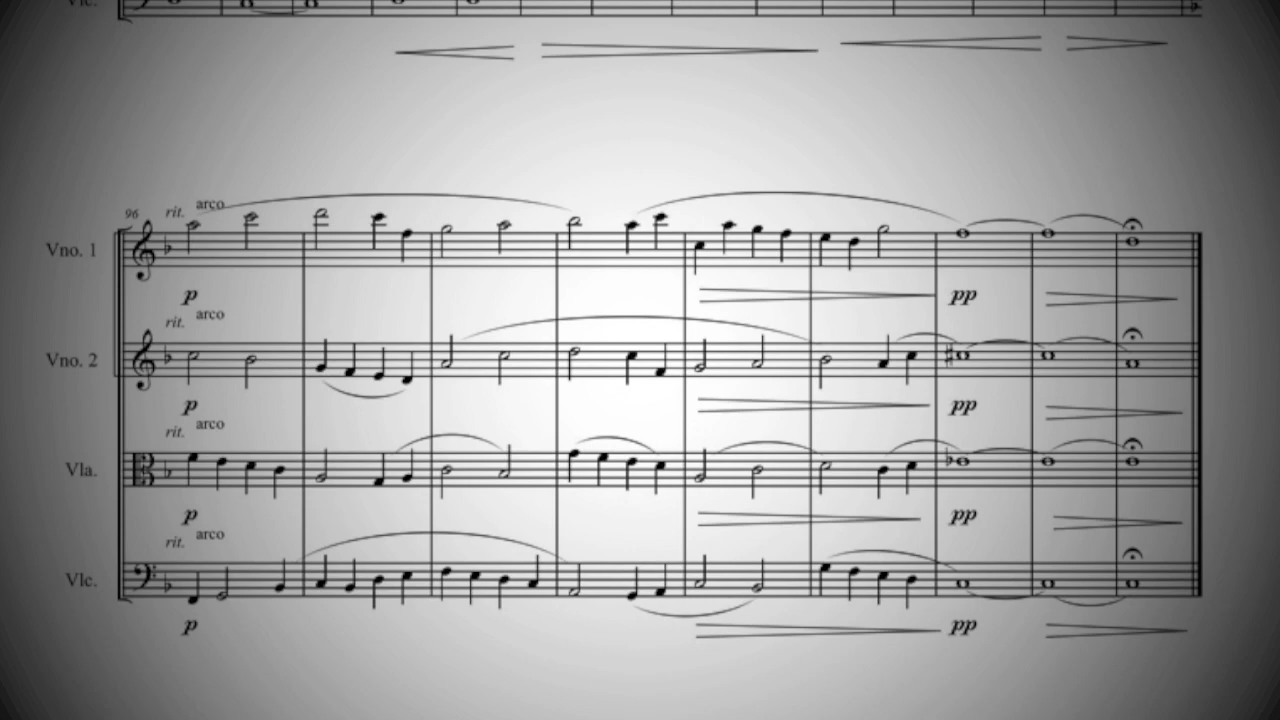 Vlc.
96 rit. arco
Vno. 1
p pp
rit. arco
Vno. 2
p pp
rit. arco
Vla.
p pp
rit. arco
Vlc.
p pp